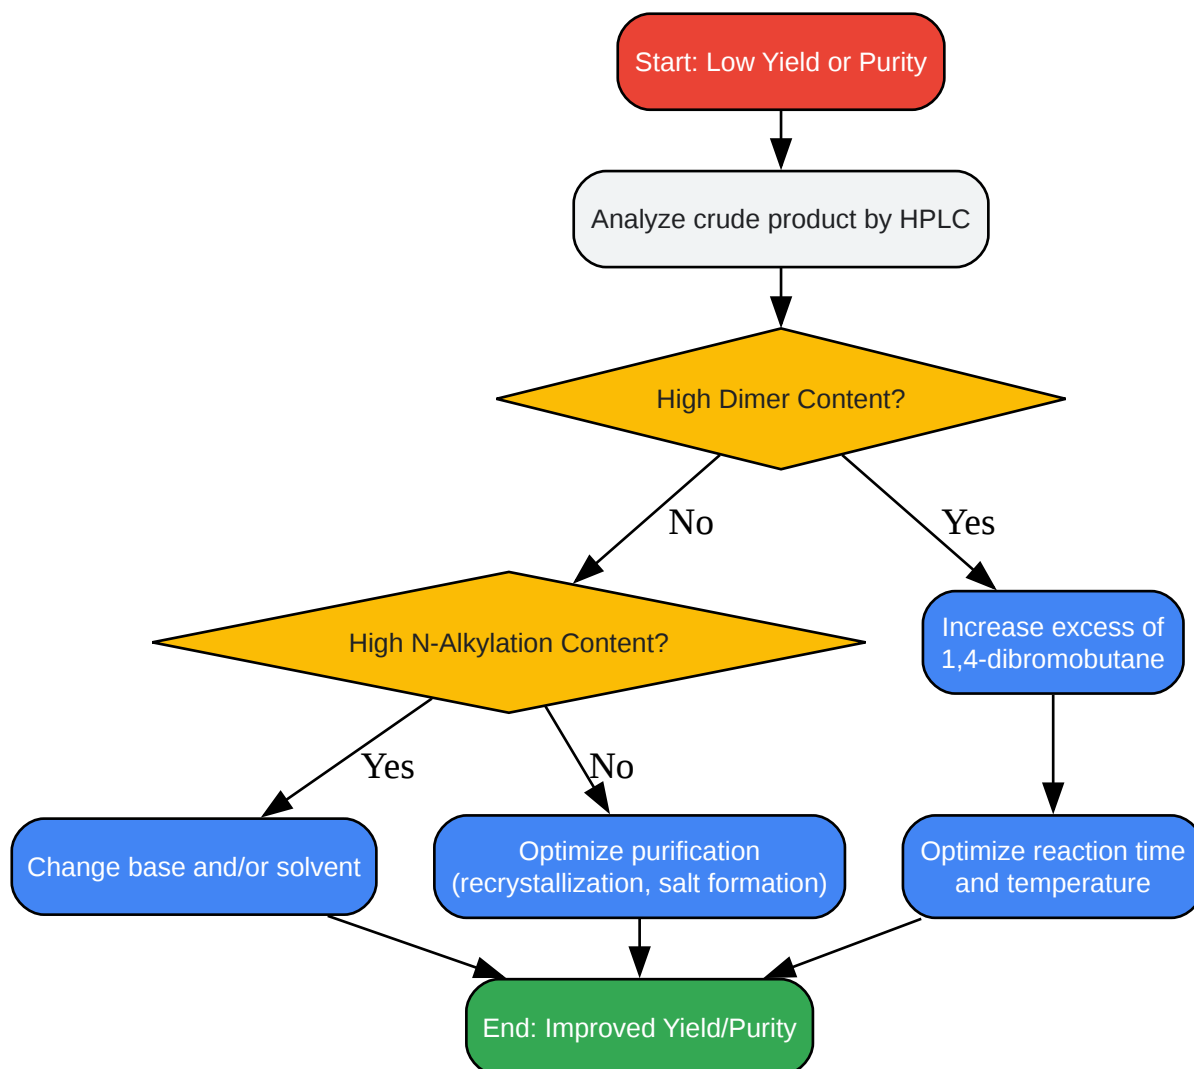 Start: Low Yield or Purity
Analyze crude product by HPLC
High Dimer Content?
No
Yes
High N-Alkylation Content?
Increase excess of
1,4-dibromobutane
Yes
No
Change base and/or solvent
Optimize purification
(recrystallization, salt formation)
Optimize reaction time
and temperature
End: Improved Yield/Purity